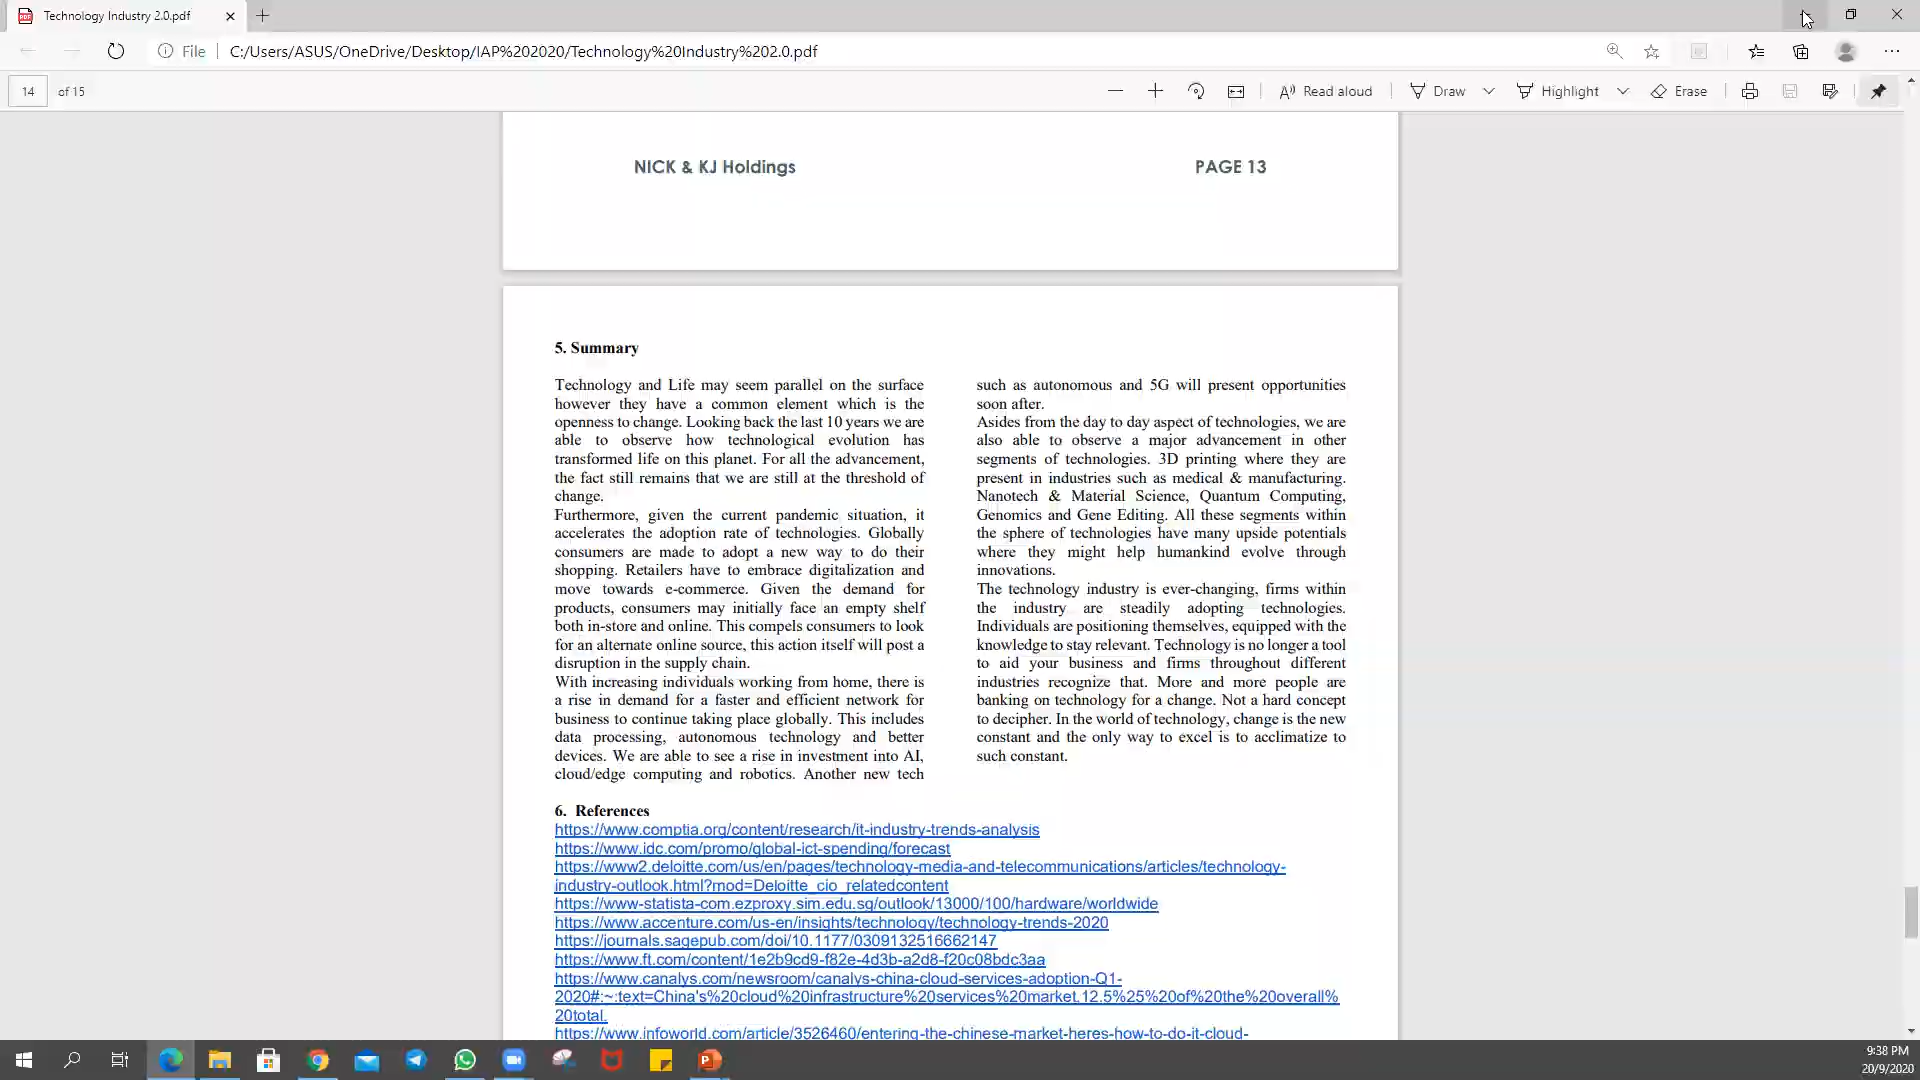 Technology Industry 2.0.pdf
File
C:/Users/ASUS/OneDrive/Desktop/IAP%202020/Technology%20Industry%202.0.pdf
14 of 15
Read aloud
Draw
Highlight
Erase
NICK & KJ Holdings
PAGE 13
5. Summary
Technology and Life may seem parallel on the surface
however they have a common element which is the
openness to change. Looking back the last 10 years we are
able to observe how technological evolution has
transformed life on this planet. For all the advancement,
the fact still remains that we are still at the threshold of
change.
Furthermore, given the current pandemic situation, it
accelerates the adoption rate of technologies. Globally
consumers are made to adopt a new way to do their
shopping. Retailers have to embrace digitalization and
move towards e-commerce. Given the demand for
products, consumers may initially face an empty shelf
both in-store and online. This compels consumers to look
for an alternate online source, this action itself will post a
disruption in the supply chain.
With increasing individuals working from home, there is
a rise in demand for a faster and efficient network for
business to continue taking place globally. This includes
data processing, autonomous technology and better
devices. We are able to see a rise in investment into AI,
cloud/edge computing and robotics. Another new tech
such as autonomous and 5G will present opportunities
soon after.
Asides from the day to day aspect of technologies, we are
also able to observe a major advancement in other
segments of technologies. 3D printing where they are
present in industries such as medical & manufacturing.
Nanotech & Material Science, Quantum Computing,
Genomics and Gene Editing. All these segments within
the sphere of technologies have many upside potentials
where they might help humankind evolve through
innovations.
The technology industry is ever-changing, firms within
the industry are steadily adopting technologies.
Individuals are positioning themselves, equipped with the
knowledge to stay relevant. Technology is no longer a tool
to aid your business and firms throughout different
industries recognize that. More and more people are
banking on technology for a change. Not a hard concept
to decipher. In the world of technology, change is the new
constant and the only way to excel is to acclimatize to
such constant.
6. References
https://www.comptia.org/content/research/it-industry-trends-analysis
https://www.idc.com/promo/global-ict-spending/forecast
https://www2.deloitte.com/us/en/pages/technology-media-and-telecommunications/articles/technology-
industry-outlook.html?mod=Deloitte_cio_relatedcontent
https://www-statista-com.ezproxy.sim.edu.sg/outlook/13000/100/hardware/worldwide
https://www.accenture.com/us-en/insights/technology/technology-trends-2020
https://journals.sagepub.com/doi/10.1177/0309132516662147
https://www.ft.com/content/1e2b9cd9-f82e-4d3b-a2d8-f20c08bdc3aa
https://www.canalys.com/newsroom/canalys-china-cloud-services-adoption-Q1-
2020#:~:text=China's%20cloud%20infrastructure%20services%20market,12.5%25%20of%20the%20overall%
20total.
https://www.infoworld.com/article/3526460/entering-the-chinese-market-heres-how-to-do-it-cloud-
9:38 PM
20/9/2020